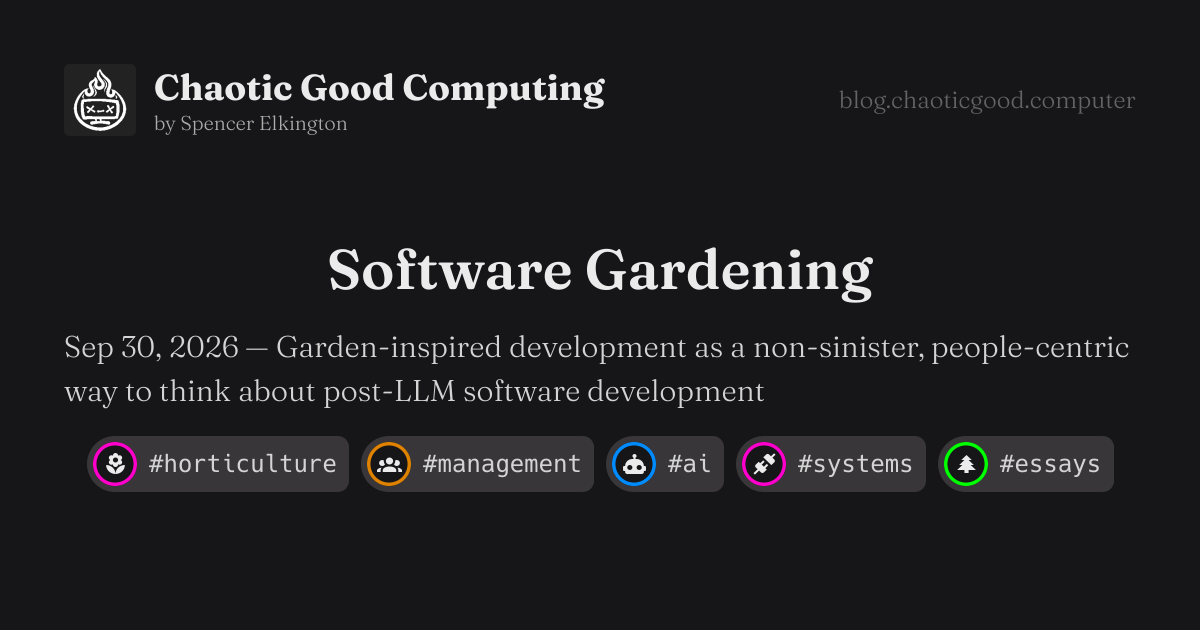 Chaotic Good Computing
by Spencer Elkington
blog.chaoticgood.computer
Software Gardening
Sep 30, 2026 — Garden-inspired development as a non-sinister, people-centric
way to think about post-LLM software development
#horticulture #management #ai #systems #essays